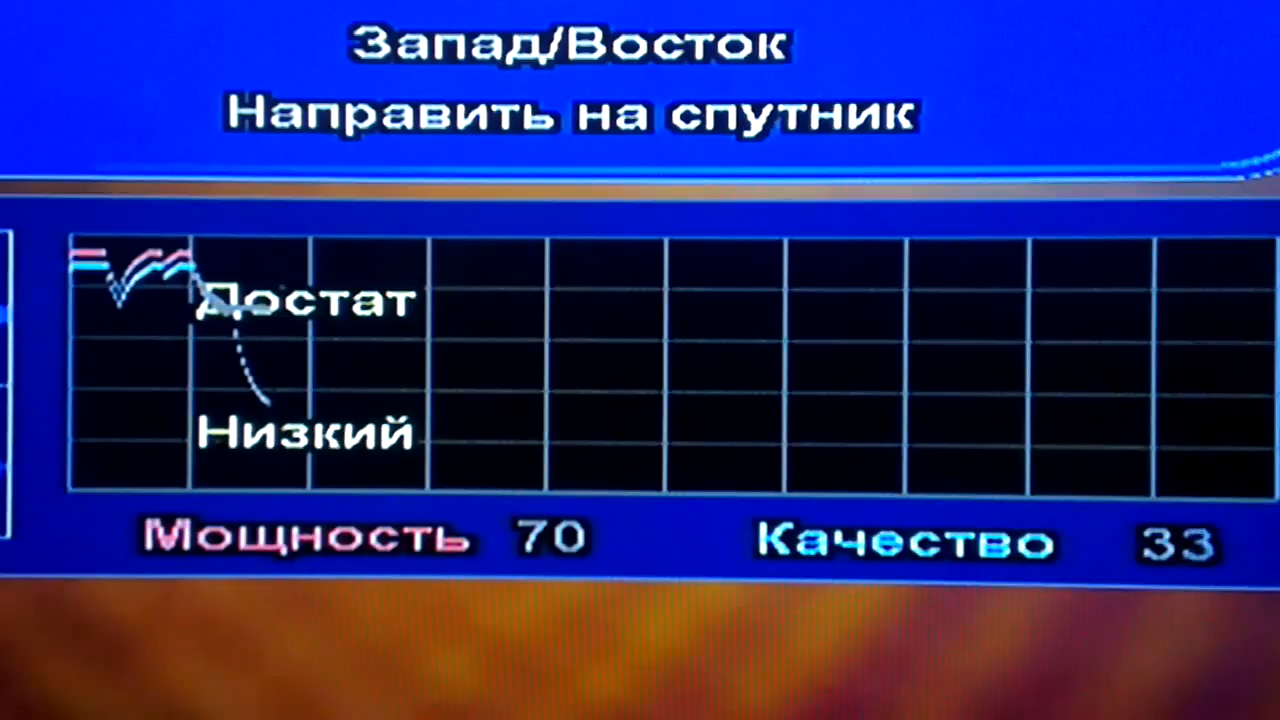 Запад/Восток
Направить на спутник
Достат
Низкий
Мощность 70 Качество 33